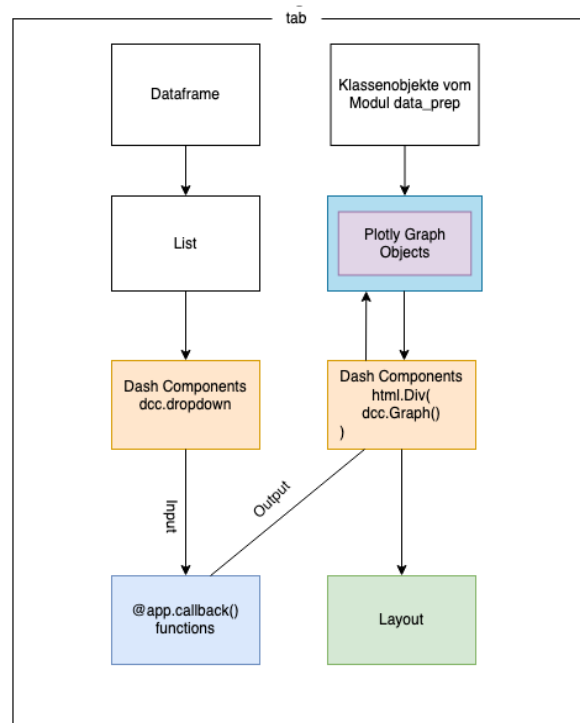 tab
Dataframe
Klassenobjekte vom
Modul data_prep
List
Plotly Graph
Objects
Dash Components
dcc.dropdown
Dash Components
html.Div(
dcc.Graph()
)
Input
Output
@app.callback()
functions
Layout